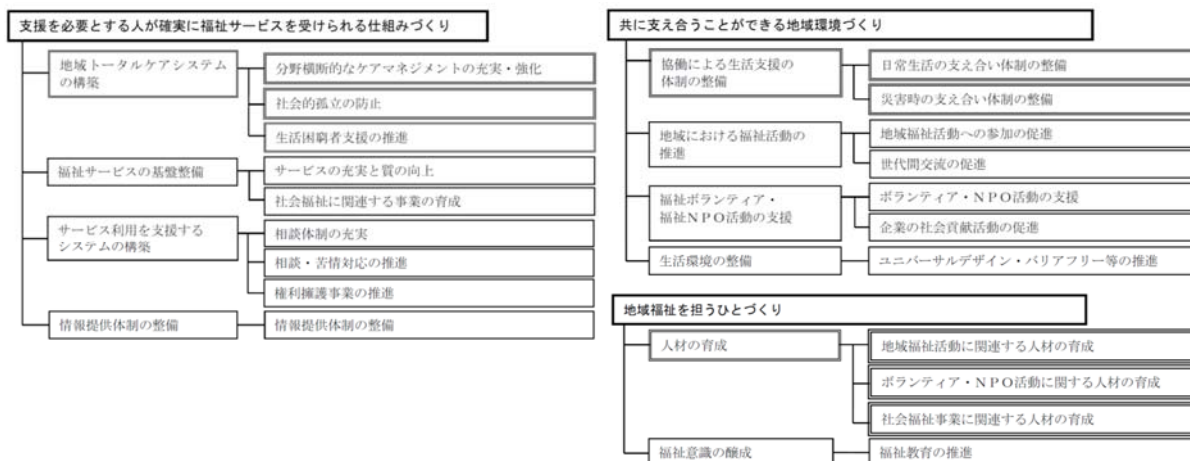 支援を必要とする人が確実に福祉サービスを受けられる仕組みづくり
地域トータルケアシステム
の構築
分野横断的なケアマネジメントの充実・強化
社会的孤立の防止
生活困窮者支援の推進
福祉サービスの基盤整備
サービスの充実と質の向上
社会福祉に関連する事業の育成
サービス利用を支援する
システムの構築
相談体制の充実
相談・苦情対応の推進
権利擁護事業の推進
情報提供体制の整備
情報提供体制の整備
共に支え合うことができる地域環境づくり
協働による生活支援の
体制の整備
日常生活の支え合い体制の整備
災害時の支え合い体制の整備
地域における福祉活動の
推進
地域福祉活動への参加の促進
世代間交流の促進
福祉ボランティア・
福祉NPO活動の支援
ボランティア・NPO活動の支援
企業の社会貢献活動の促進
生活環境の整備
ユニバーサルデザイン・バリアフリー等の推進
地域福祉を担うひとづくり
人材の育成
地域福祉活動に関連する人材の育成
ボランティア・NPO活動に関する人材の育成
社会福祉事業に関連する人材の育成
福祉意識の醸成
福祉教育の推進